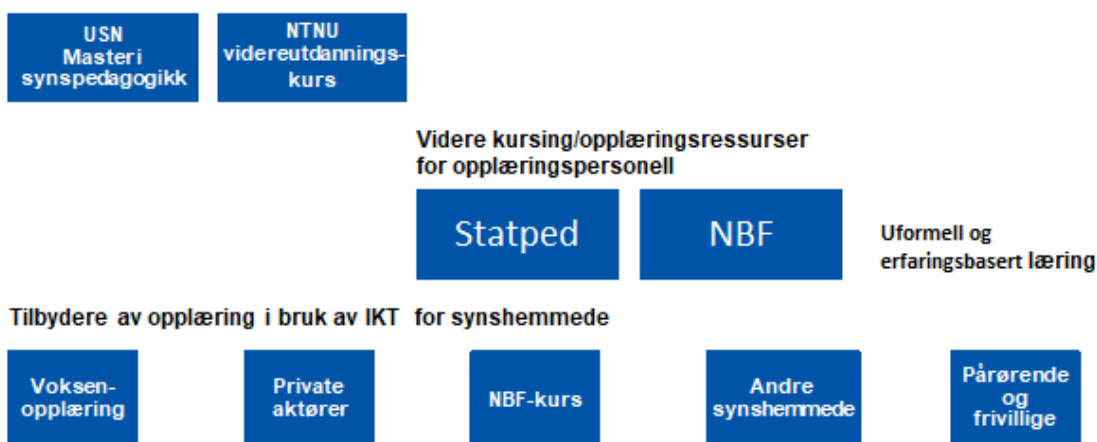 USN
Master i
synspedagogikk
NTNU
videreutdannings-
kurs
Videre kursing/opplæringsressurser
for opplæringspersonell
Statped
NBF
Uformell og
erfaringsbasert læring
Tilbydere av opplæring i bruk av IKT for synshemmede
Voksen-
opplæring
Private
aktører
NBF-kurs
Andre
synshemmede
Pårørende
og
frivillige